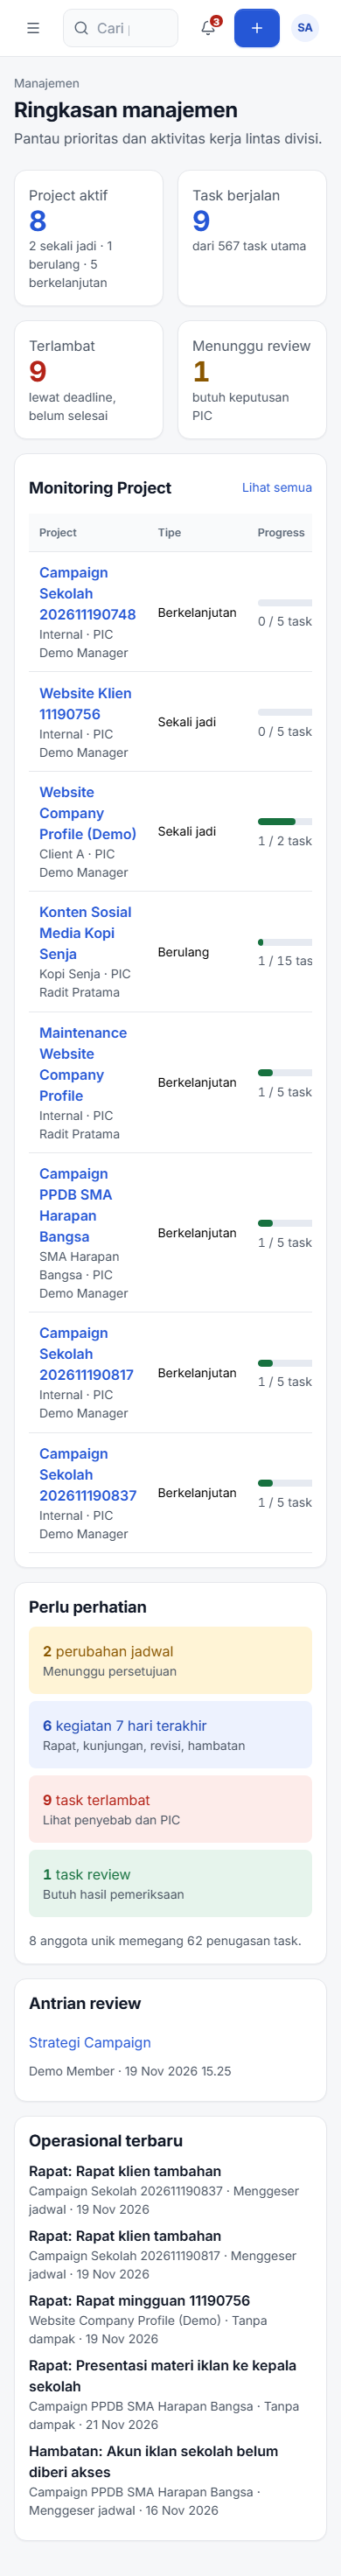 Cari
3
+
SA
Manajemen
Ringkasan manajemen
Pantau prioritas dan aktivitas kerja lintas divisi.
Project aktif
8
2 sekali jadi · 1
berulang · 5
berkelanjutan
Task berjalan
9
dari 567 task utama
Terlambat
9
lewat deadline,
belum selesai
Menunggu review
1
butuh keputusan
PIC
Monitoring Project
Lihat semua
Project Tipe Progress
Campaign
Sekolah
202611190748
Internal · PIC
Demo Manager
Berkelanjutan
0 / 5 task
Website Klien
11190756
Internal · PIC
Demo Manager
Sekali jadi
0 / 5 task
Website
Company
Profile (Demo)
Client A · PIC
Demo Manager
Sekali jadi
1 / 2 task
Konten Sosial
Media Kopi
Senja
Kopi Senja · PIC
Radit Pratama
Berulang
1 / 15 tas
Maintenance
Website
Company
Profile
Internal · PIC
Radit Pratama
Berkelanjutan
1 / 5 task
Campaign
PPDB SMA
Harapan
Bangsa
SMA Harapan
Bangsa · PIC
Demo Manager
Berkelanjutan
1 / 5 task
Campaign
Sekolah
202611190817
Internal · PIC
Demo Manager
Berkelanjutan
1 / 5 task
Campaign
Sekolah
202611190837
Internal · PIC
Demo Manager
Berkelanjutan
1 / 5 task
Perlu perhatian
2 perubahan jadwal
Menunggu persetujuan
6 kegiatan 7 hari terakhir
Rapat, kunjungan, revisi, hambatan
9 task terlambat
Lihat penyebab dan PIC
1 task review
Butuh hasil pemeriksaan
8 anggota unik memegang 62 penugasan task.
Antrian review
Strategi Campaign
Demo Member · 19 Nov 2026 15.25
Operasional terbaru
Rapat: Rapat klien tambahan
Campaign Sekolah 202611190837 · Menggeser
jadwal · 19 Nov 2026
Rapat: Rapat klien tambahan
Campaign Sekolah 202611190817 · Menggeser
jadwal · 19 Nov 2026
Rapat: Rapat mingguan 11190756
Website Company Profile (Demo) · Tanpa
dampak · 19 Nov 2026
Rapat: Presentasi materi iklan ke kepala
sekolah
Campaign PPDB SMA Harapan Bangsa · Tanpa
dampak · 21 Nov 2026
Hambatan: Akun iklan sekolah belum
diberi akses
Campaign PPDB SMA Harapan Bangsa ·
Menggeser jadwal · 16 Nov 2026